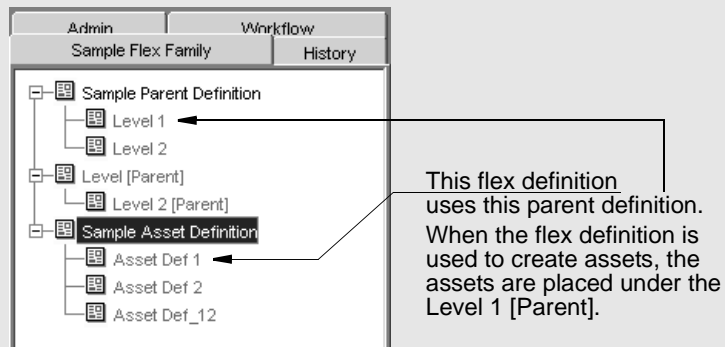 Admin Workflow
Sample Flex Family History
Sample Parent Definition
Level 1
Level 2
Level [Parent]
Level 2 [Parent]
Sample Asset Definition
Asset Def 1
Asset Def 2
Asset Def_12
This flex definition
uses this parent definition.
When the flex definition is
used to create assets, the
assets are placed under the
Level 1 [Parent].